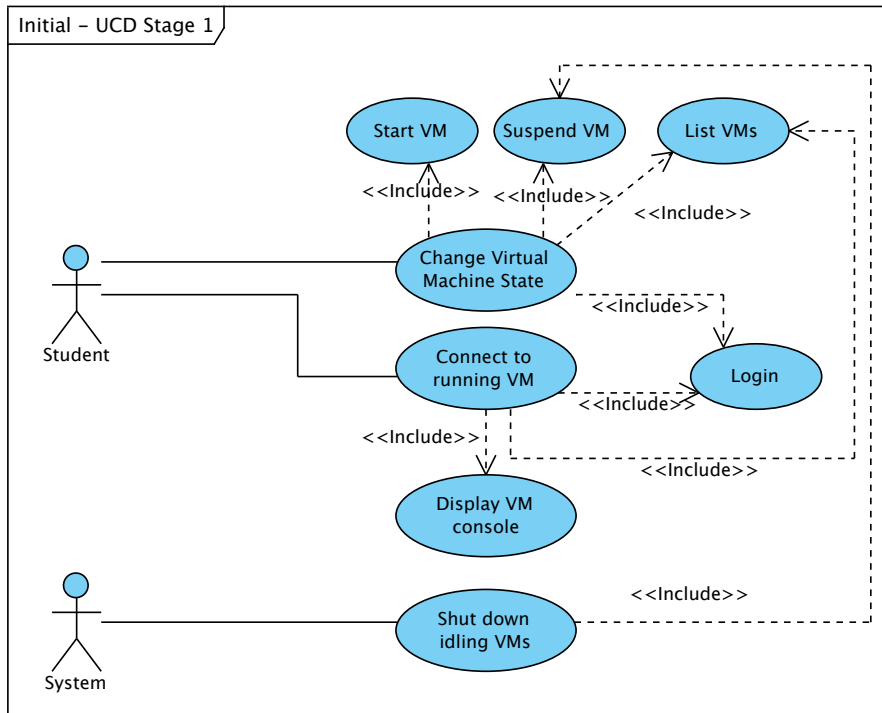 Initial – UCD Stage 1
Start VM
Suspend VM
List VMs
<<Include>>
<<Include>>
<<Include>>
Change Virtual
Machine State
<<Include>>
Student
Connect to
running VM
Login
<<Include>>
<<Include>>
<<Include>>
Display VM
console
<<Include>>
Shut down
idling VMs
System